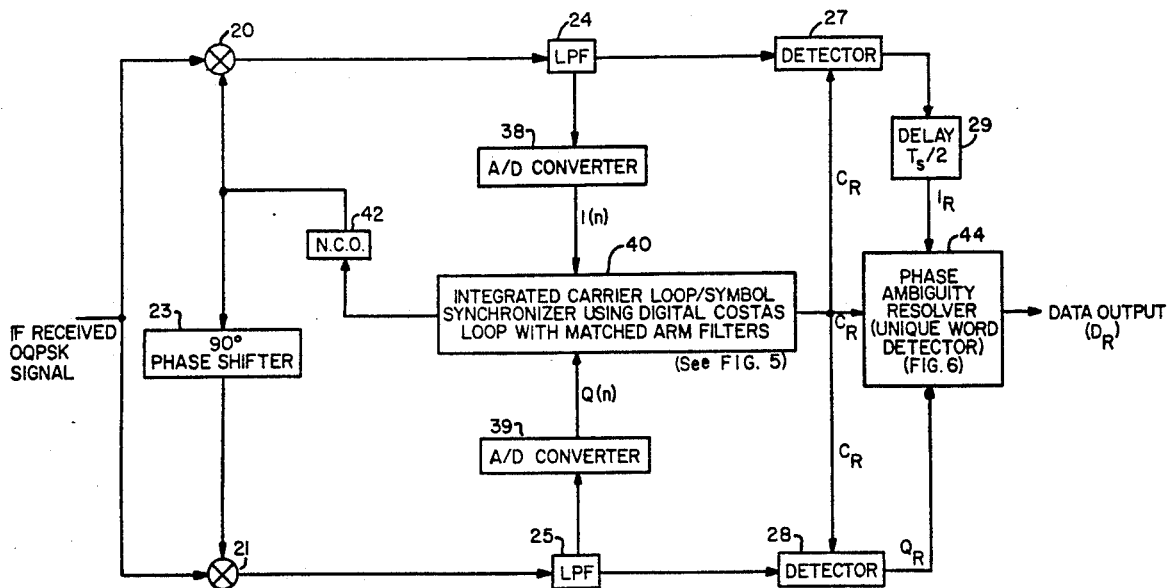 20
24
LPF
27
DETECTOR
38
A/D CONVERTER
DELAY
Ts/2
29
CR
IR
I(n)
42
N.C.O.
40
INTEGRATED CARRIER LOOP/SYMBOL
SYNCHRONIZER USING DIGITAL COSTAS
LOOP WITH MATCHED ARM FILTERS
(See FIG. 5)
CR
44
PHASE
AMBIGUITY
RESOLVER
(UNIQUE WORD
DETECTOR)
(FIG. 6)
DATA OUTPUT
(DR)
IF RECEIVED
OQPSK
SIGNAL
23
90°
PHASE SHIFTER
Q(n)
39
A/D CONVERTER
CR
21
25
LPF
28
DETECTOR
QR